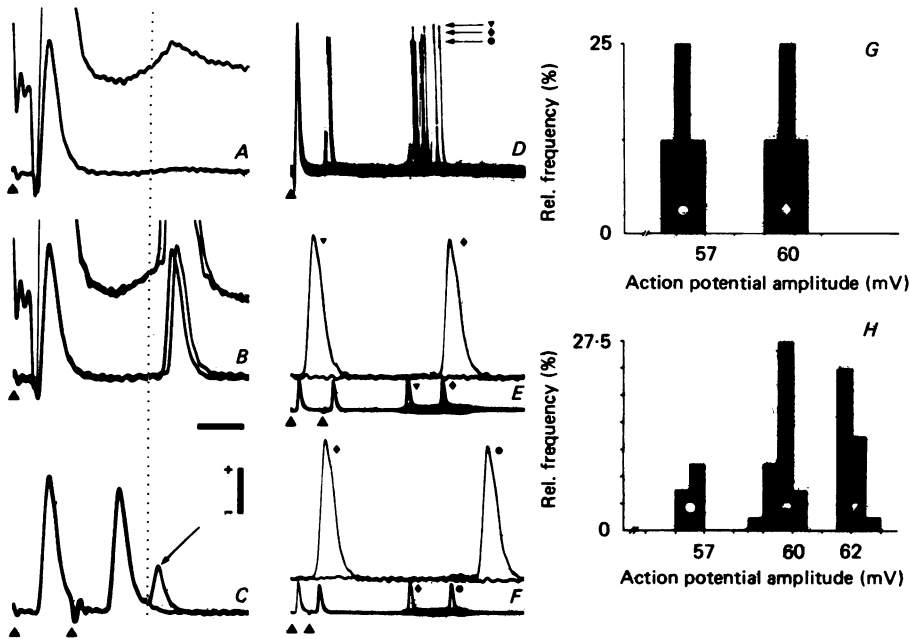 A
B
+
-
C
D
E
F
G
25
Rel. frequency (%)
0
57
60
Action potential amplitude (mV)
H
27·5
Rel. frequency (%)
0
57
60
62
Action potential amplitude (mV)